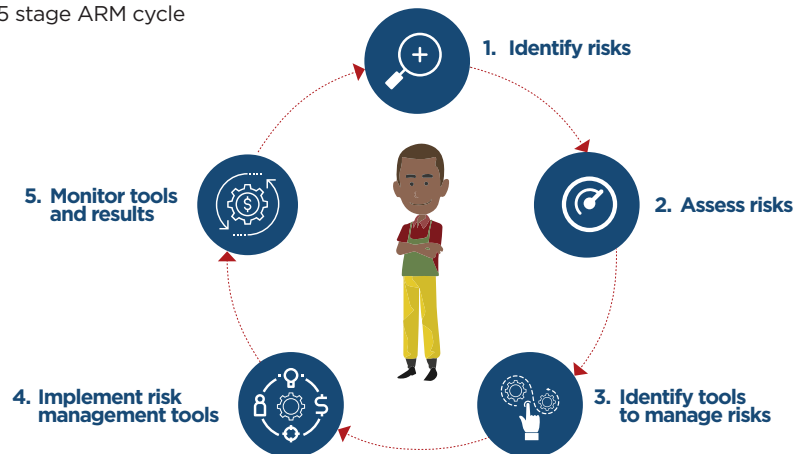 5 stage ARM cycle
1. Identify risks
2. Assess risks
3. Identify tools
to manage risks
4. Implement risk
management tools
5. Monitor tools
and results
$
$